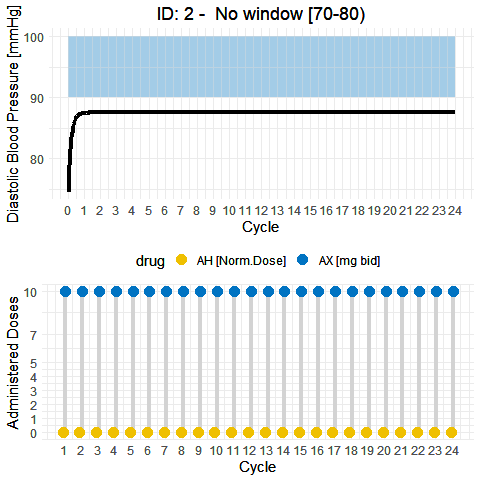 ID: 2 -  No window [70-80)
Diastolic Blood Pressure [mmHg]
100
90
80
0 1 2 3 4 5 6 7 8 9 10 11 12 13 14 15 16 17 18 19 20 21 22 23 24
Cycle
drug AH [Norm.Dose] AX [mg bid]
Administered Doses
10
7
5
4
3
2
1
0
1 2 3 4 5 6 7 8 9 10 11 12 13 14 15 16 17 18 19 20 21 22 23 24
Cycle